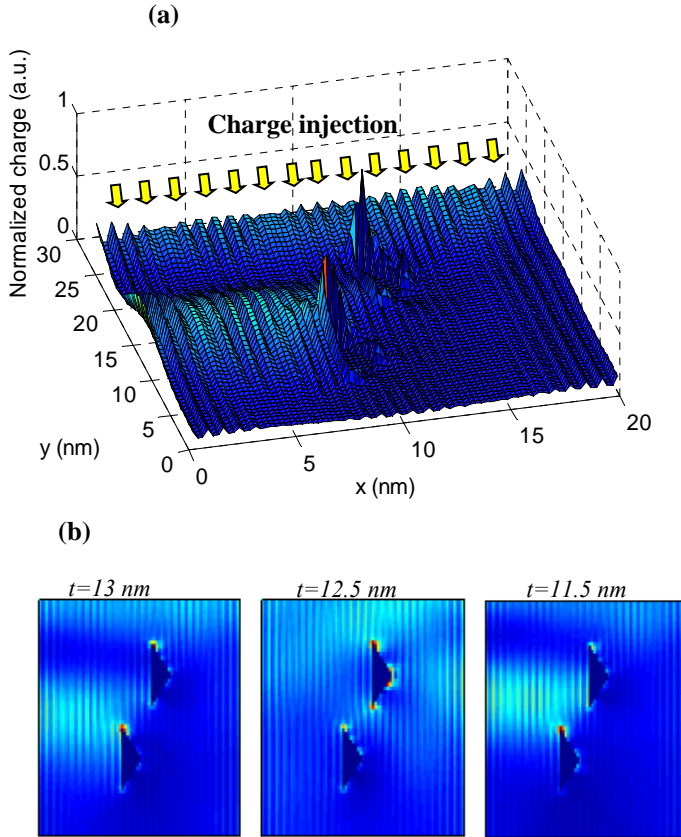 (a)
Normalized charge (a.u.)
1
0.5
0
Charge injection
30
25
20
15
10
5
0
y (nm)
0
5
10
15
20
x (nm)
(b)
t=13 nm
t=12.5 nm
t=11.5 nm